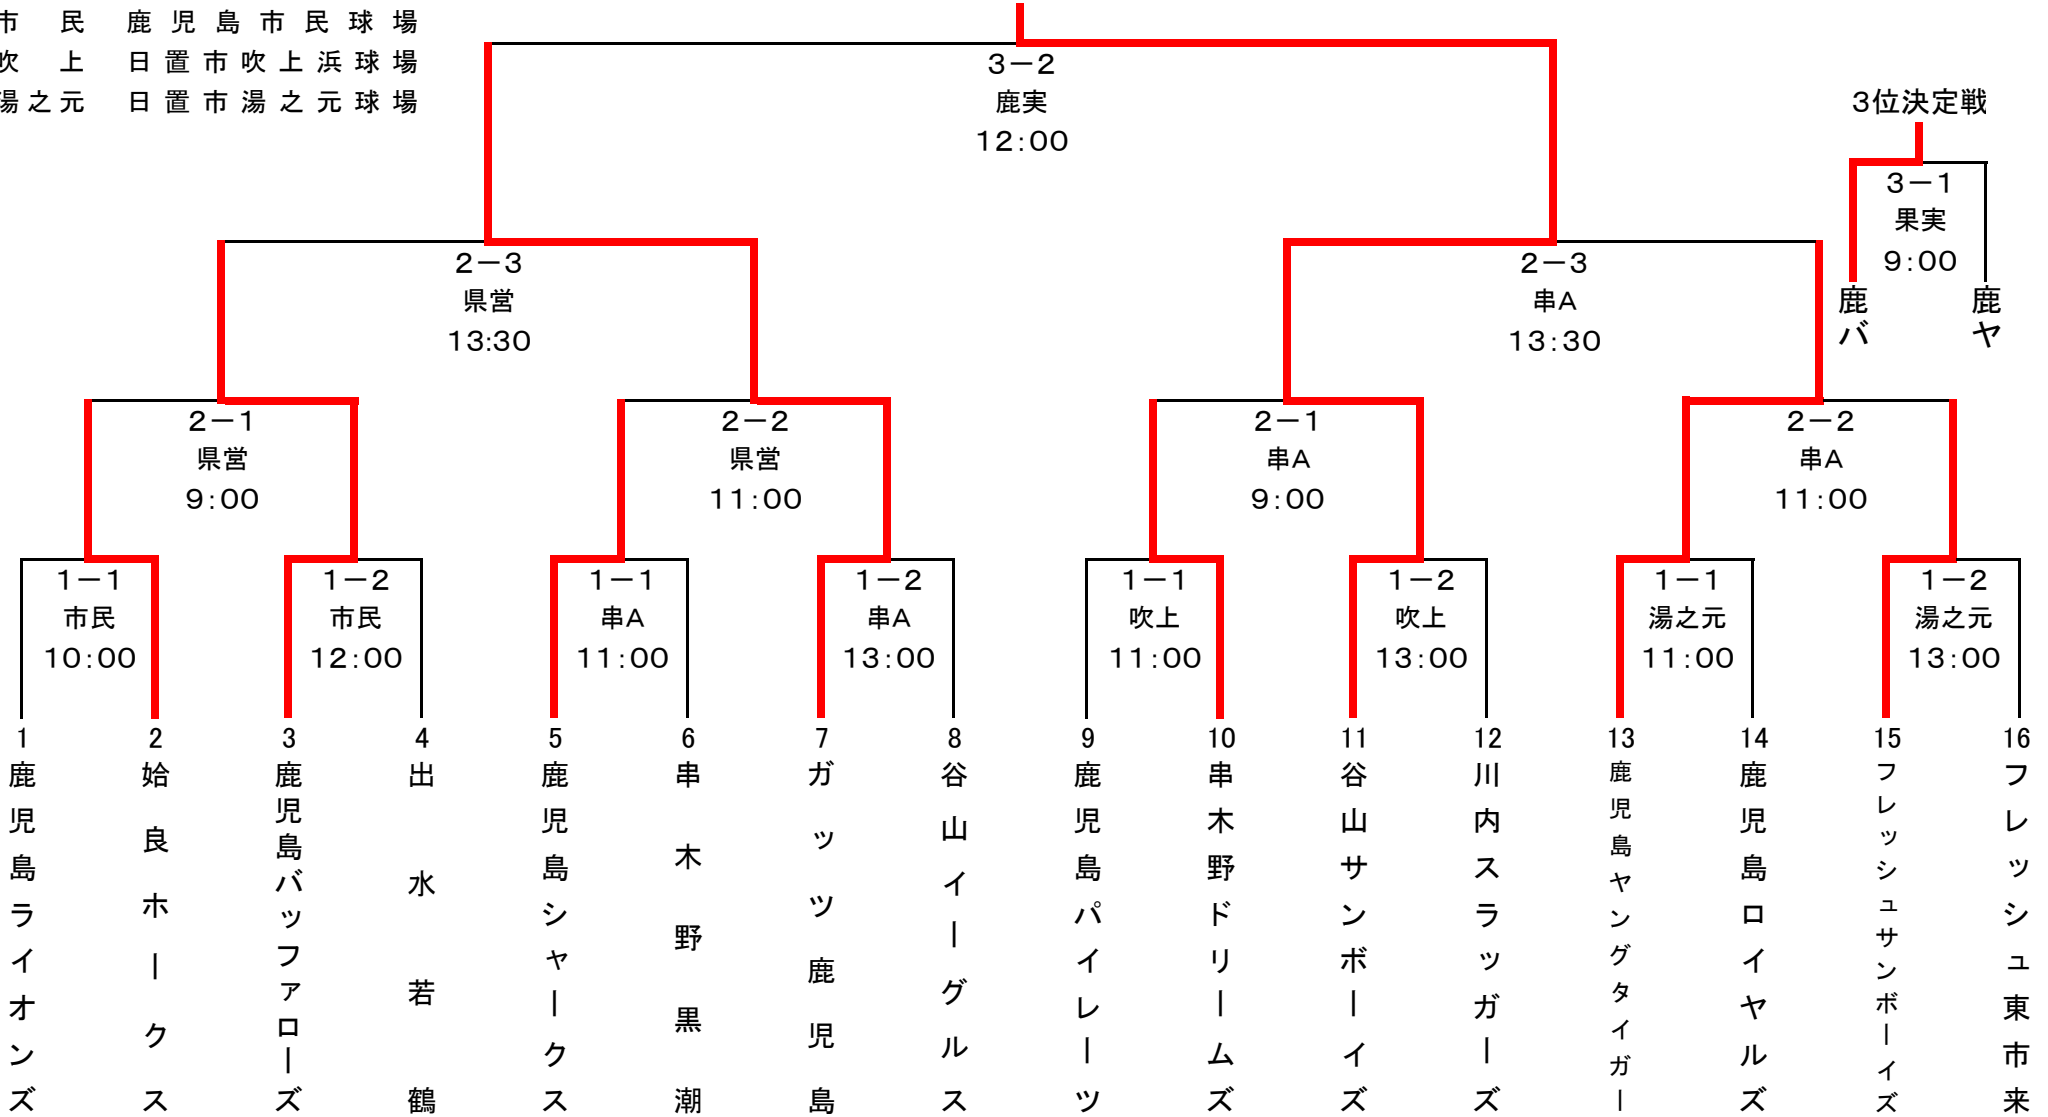 市　民　鹿児島市民球場
吹　上　日置市吹上浜球場
湯之元　日置市湯之元球場
3－2
鹿実
12:00
3位決定戦
3－1
果実
9:00
鹿バ
鹿ヤ
2－3
県営
13:30
2－3
串A
13:30
2－1
県営
9:00
2－2
県営
11:00
2－1
串A
9:00
2－2
串A
11:00
1－1
市民
10:00
1－2
市民
12:00
1－1
串A
11:00
1－2
串A
13:00
1－1
吹上
11:00
1－2
吹上
13:00
1－1
湯之元
11:00
1－2
湯之元
13:00
1
鹿児島ライオンズ
2
姶良ホークス
3
鹿児島バッファローズ
4
出水若鶴
5
鹿児島シャークス
6
串木野黒潮
7
ガッツ鹿児島
8
谷山イーグルス
9
鹿児島パイレーツ
10
串木野ドリームズ
11
谷山サンボーイズ
12
川内スラッガーズ
13
鹿児島ヤングタイガー
14
鹿児島ロイヤルズ
15
フレッシュサンボーイズ
16
フレッシュ東市来